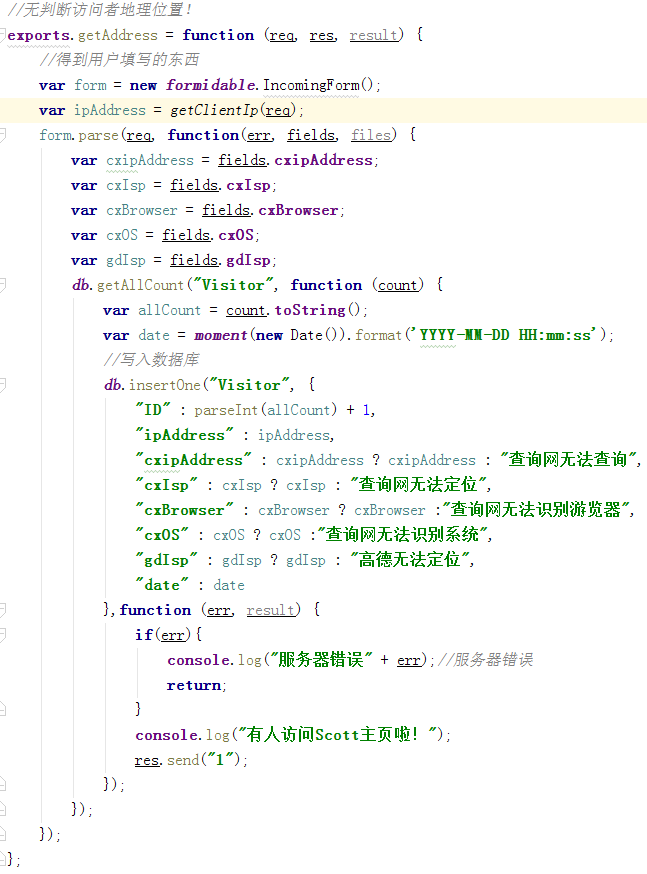 //无判断访问者地理位置!
exports.getAddress = function (req, res, result) {
    //得到用户填写的东西
    var form = new formidable.IncomingForm();
    var ipAddress = getClientIp(req);
    form.parse(req, function(err, fields, files) {
        var cxipAddress = fields.cxipAddress;
        var cxIsp = fields.cxIsp;
        var cxBrowser = fields.cxBrowser;
        var cxOS = fields.cxOS;
        var gdIsp = fields.gdIsp;
        db.getAllCount("Visitor", function (count) {
            var allCount = count.toString();
            var date = moment(new Date()).format('YYYY-MM-DD HH:mm:ss');
            //写入数据库
            db.insertOne("Visitor", {
                "ID" : parseInt(allCount) + 1,
                "ipAddress" : ipAddress,
                "cxipAddress" : cxipAddress ? cxipAddress : "查询网无法查询",
                "cxIsp" : cxIsp ? cxIsp : "查询网无法定位",
                "cxBrowser" : cxBrowser ? cxBrowser :"查询网无法识别游览器",
                "cxOS" : cxOS ? cxOS :"查询网无法识别系统",
                "gdIsp" : gdIsp ? gdIsp : "高德无法定位",
                "date" : date
            },function (err, result) {
                if(err){
                    console.log("服务器错误" + err);//服务器错误
                    return;
                }
                console.log("有人访问Scott主页啦! ");
                res.send("1");
            });
        });
    });
};